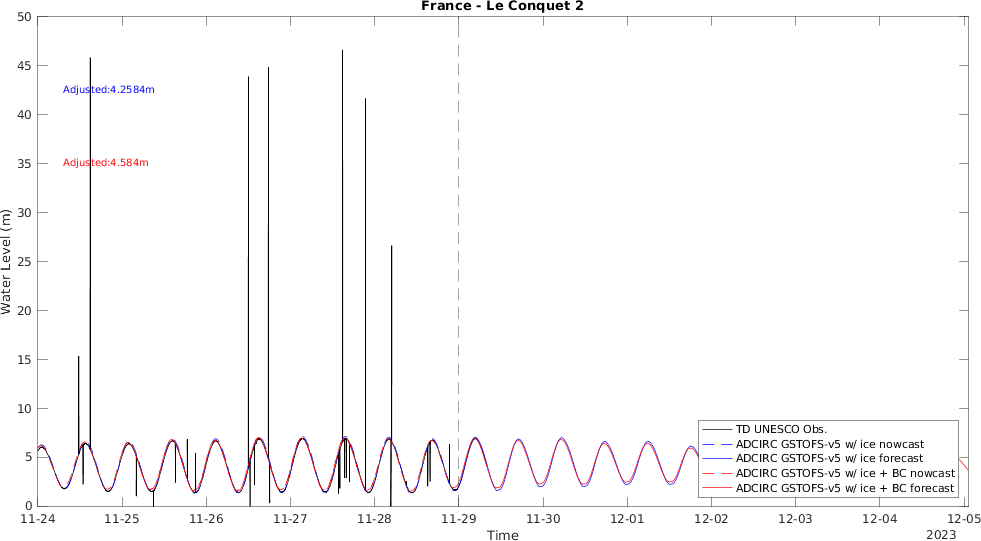 France - Le Conquet 2
50
45
40
35
30
25
20
15
10
5
0
Water Level (m)
Adjusted:4.2584m
Adjusted:4.584m
TD UNESCO Obs.
ADCIRC GSTOFS-v5 w/ ice nowcast
ADCIRC GSTOFS-v5 w/ ice forecast
ADCIRC GSTOFS-v5 w/ ice + BC nowcast
ADCIRC GSTOFS-v5 w/ ice + BC forecast
11-24 11-25 11-26 11-27 11-28 11-29 11-30 12-01 12-02 12-03 12-04 12-05
Time
2023